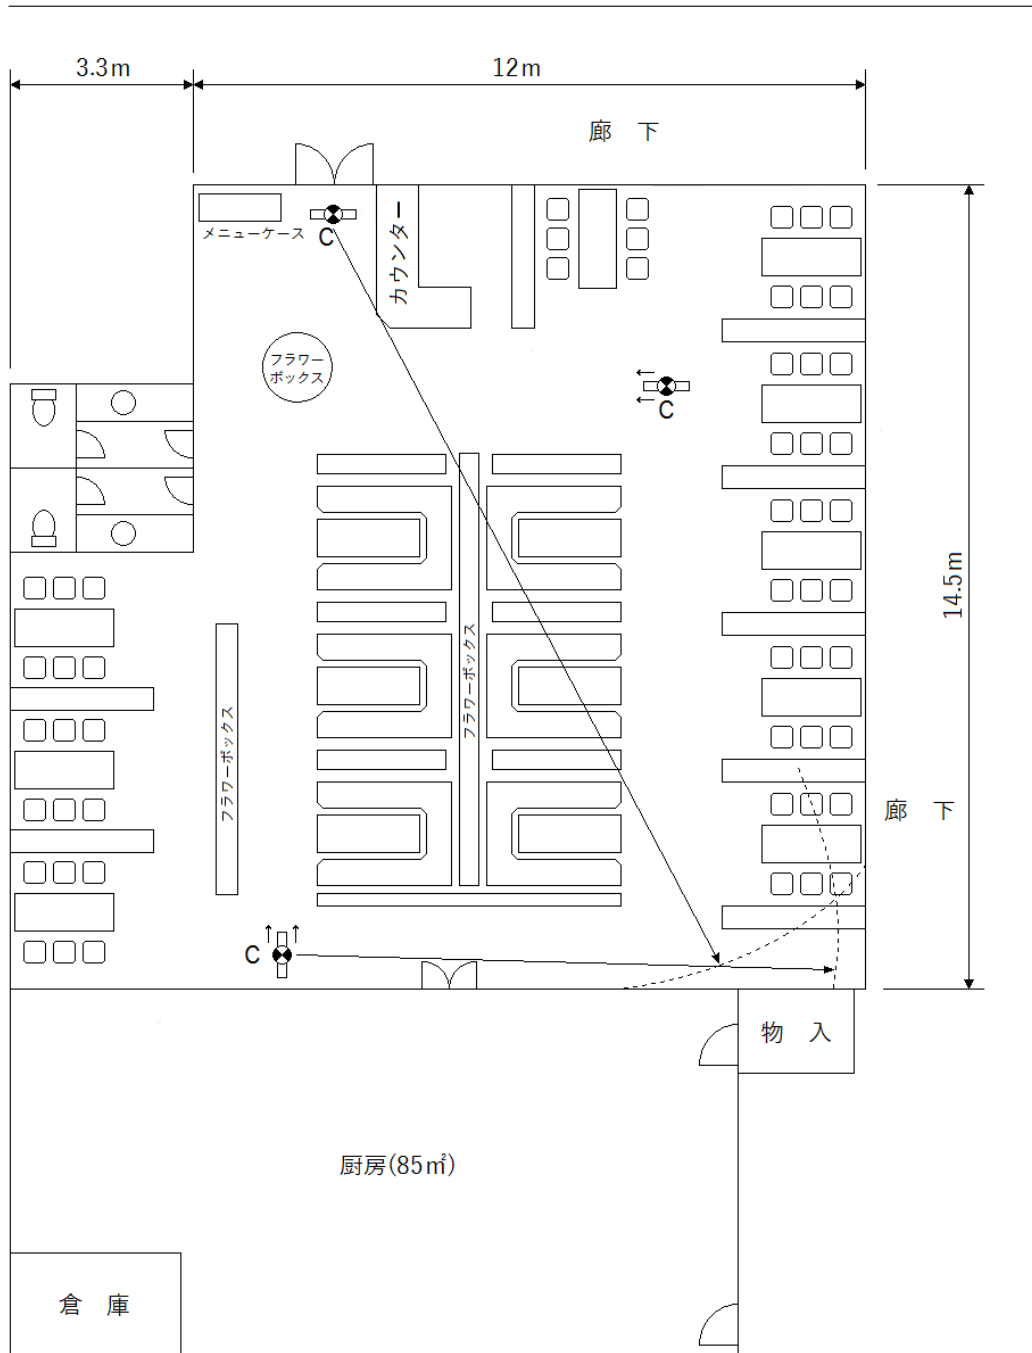 3.3m
12m
廊 下
メニューケース
C
カウンター
フラワー
ボックス
C
14.5m
フラワーボックス
フラワーボックス
廊 下
C
物 入
厨房(85㎡)
倉 庫